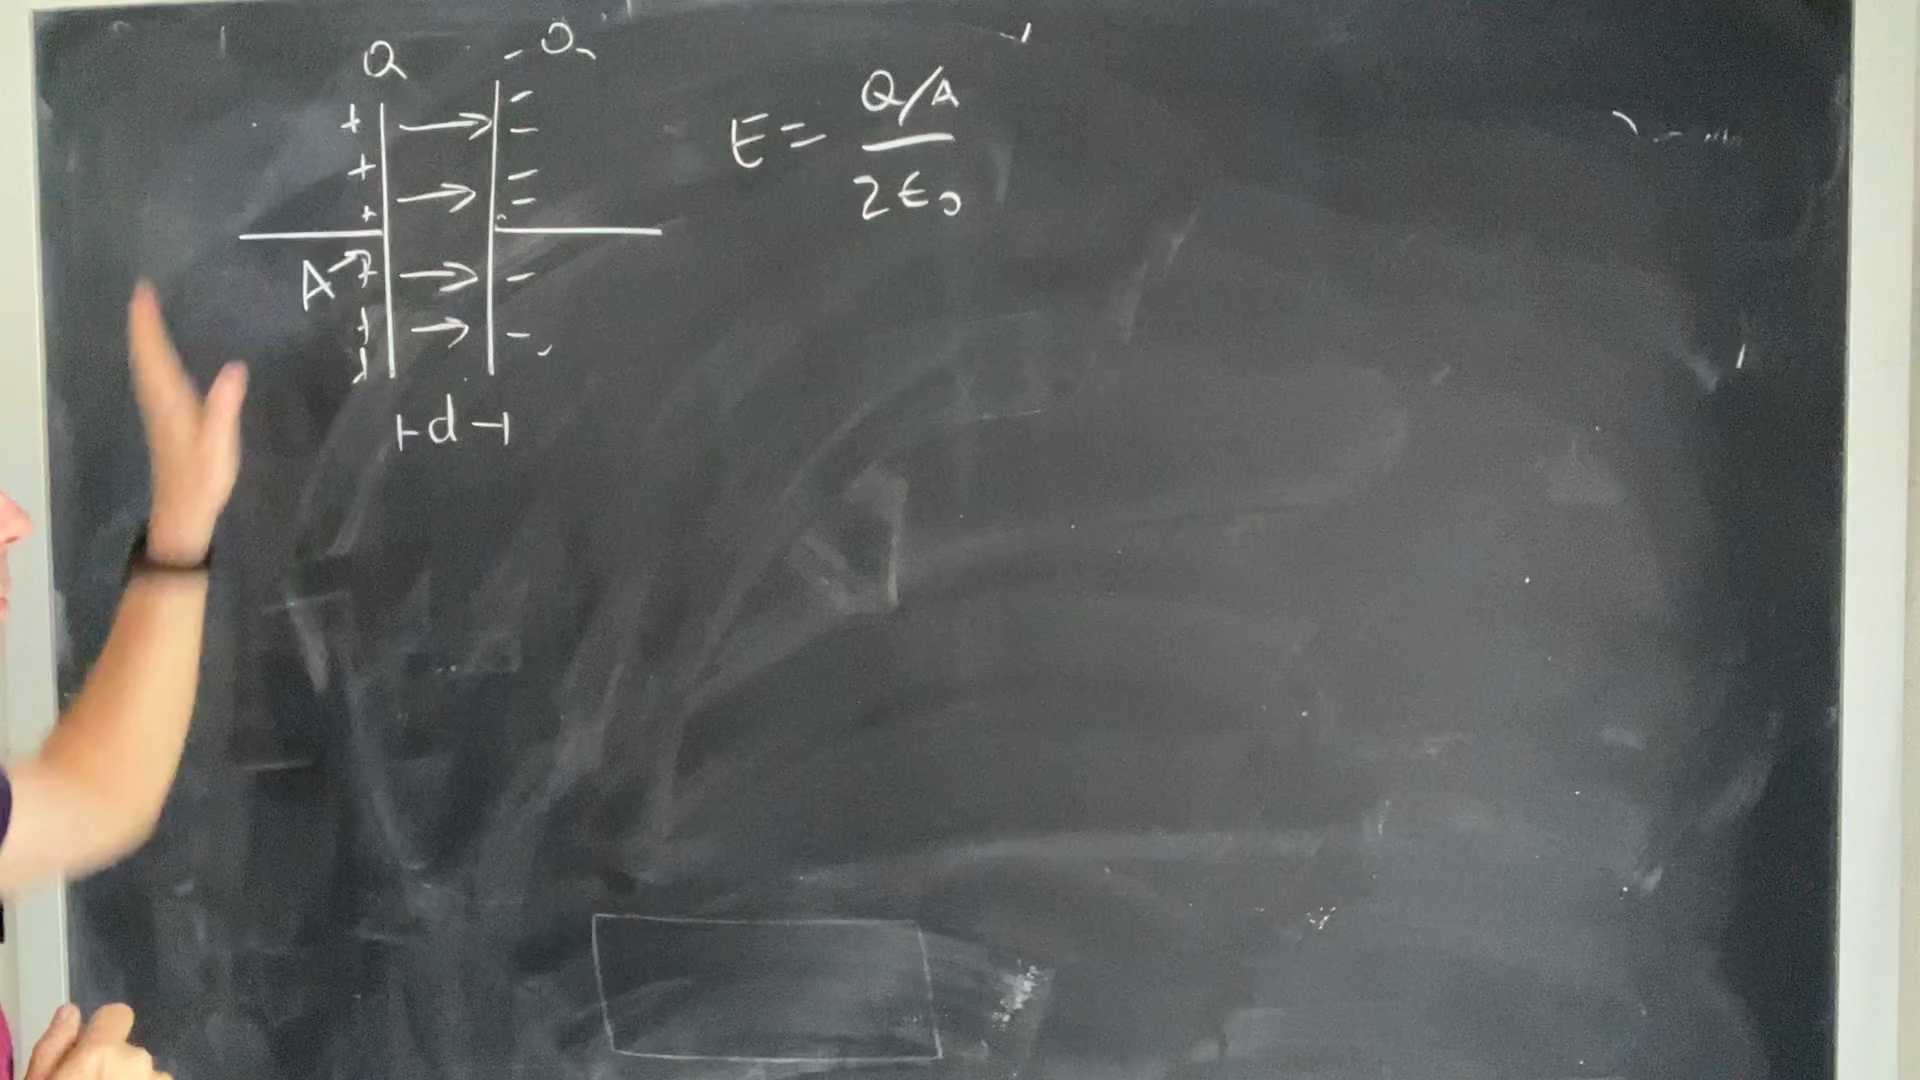 Q
- Q
+ -
+ -
+ -
+ -
A + -
+ -
+
⊢ d ⊣
E = Q/A
2ϵ₀